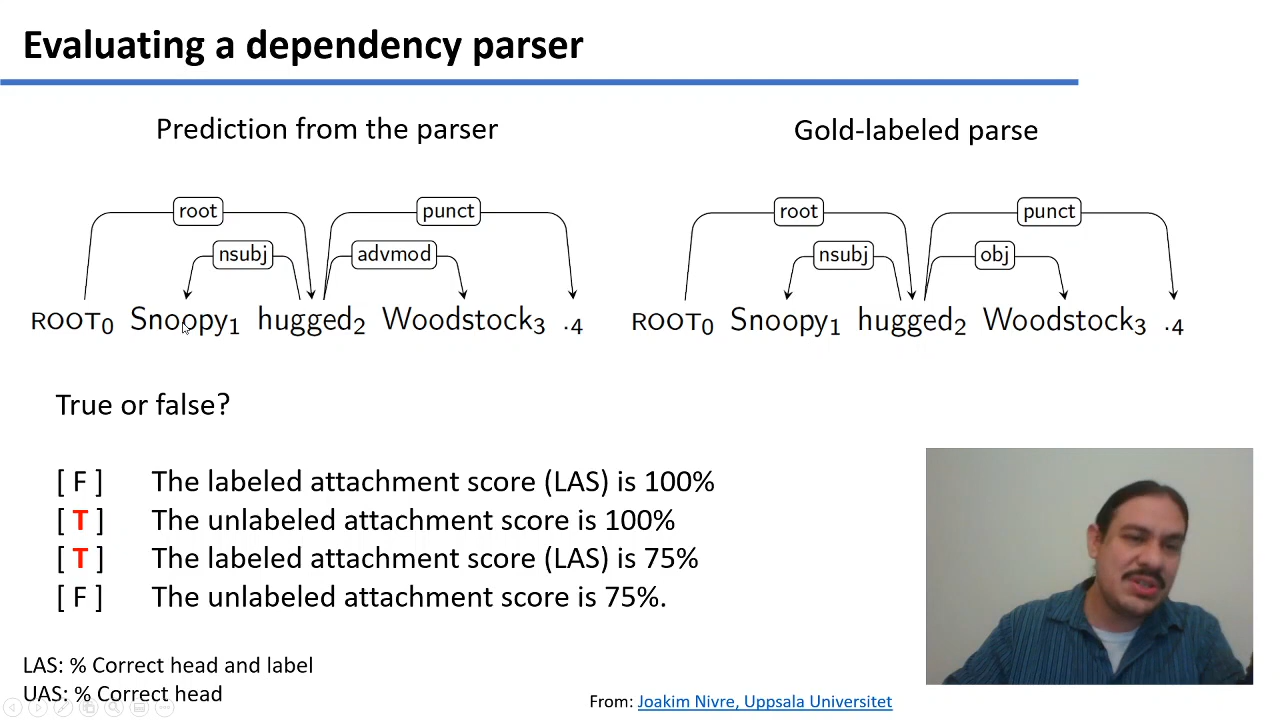 Evaluating a dependency parser
Prediction from the parser
root
punct
nsubj
advmod
ROOT0 Snoopy1 hugged2 Woodstock3 .4
Gold-labeled parse
root
punct
nsubj
obj
ROOT0 Snoopy1 hugged2 Woodstock3 .4
True or false?
[ F ] The labeled attachment score (LAS) is 100%
[ T ] The unlabeled attachment score is 100%
[ T ] The labeled attachment score (LAS) is 75%
[ F ] The unlabeled attachment score is 75%.
LAS: % Correct head and label
UAS: % Correct head
From: Joakim Nivre, Uppsala Universitet